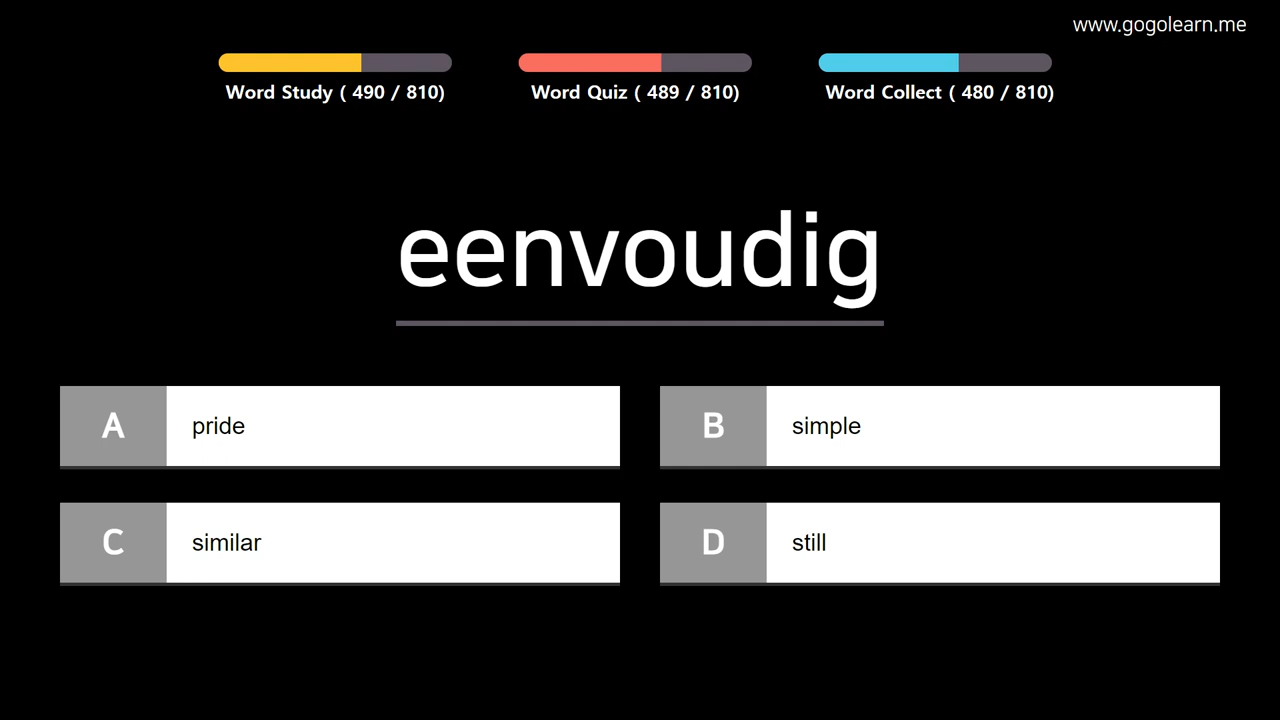 www.gogolearn.me
Word Study ( 490 / 810)
Word Quiz ( 489 / 810)
Word Collect ( 480 / 810)
eenvoudig
A pride
B simple
C similar
D still